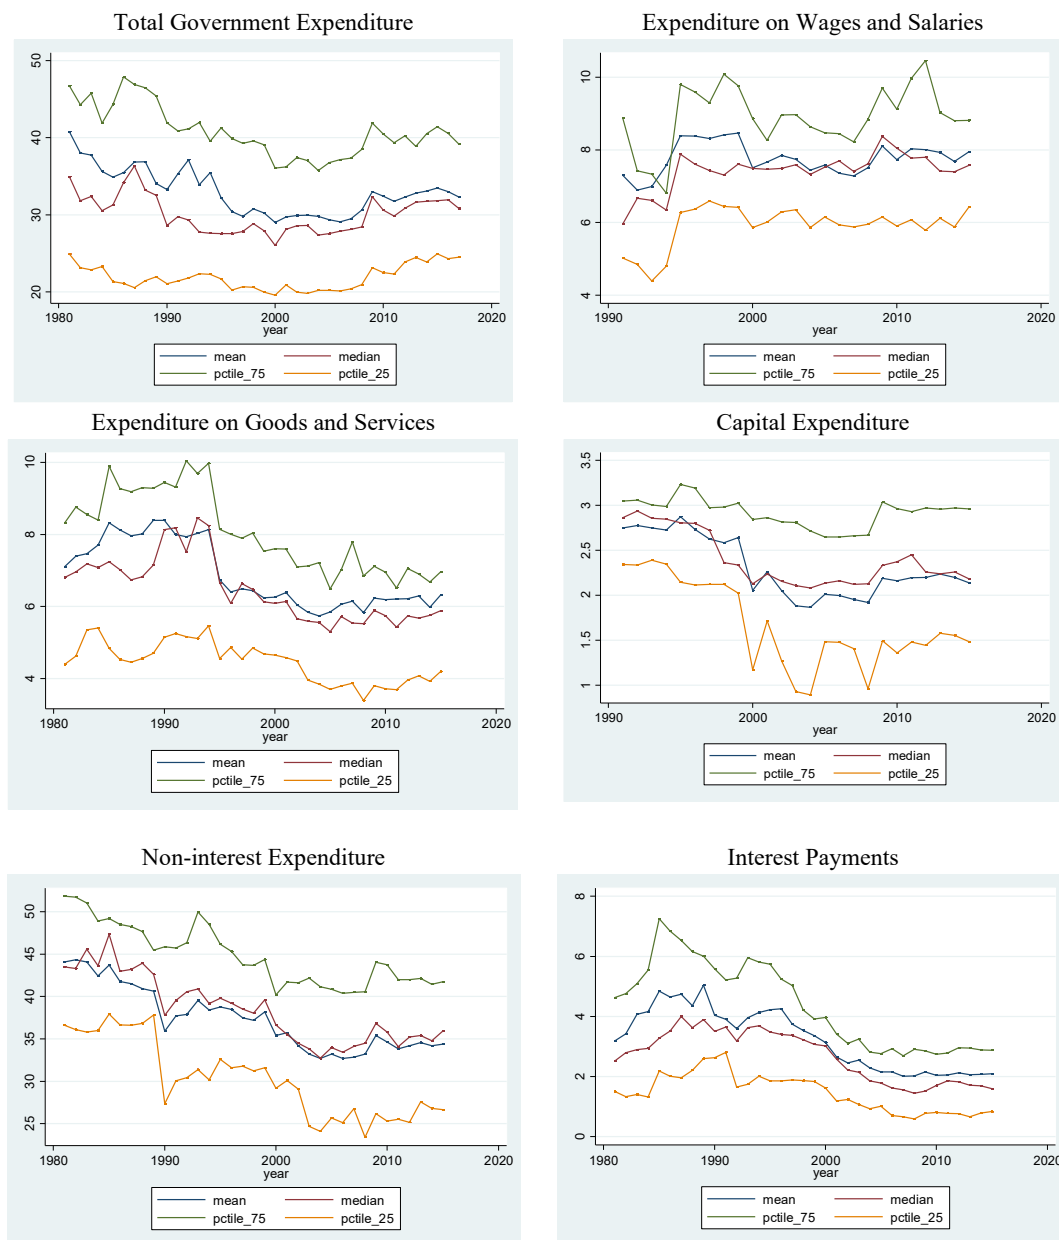 Total Government Expenditure
50
40
30
20
1980 1990 2000 2010 2020
year
mean median
pctile_75 pctile_25
Expenditure on Wages and Salaries
10
8
6
4
1990 2000 2010 2020
year
mean median
pctile_75 pctile_25
Expenditure on Goods and Services
10
8
6
4
1980 1990 2000 2010 2020
year
mean median
pctile_75 pctile_25
Capital Expenditure
3.5
3
2.5
2
1.5
1
1990 2000 2010 2020
year
mean median
pctile_75 pctile_25
Non-interest Expenditure
50
45
40
35
30
25
1980 1990 2000 2010 2020
year
mean median
pctile_75 pctile_25
Interest Payments
8
6
4
2
0
1980 1990 2000 2010 2020
year
mean median
pctile_75 pctile_25